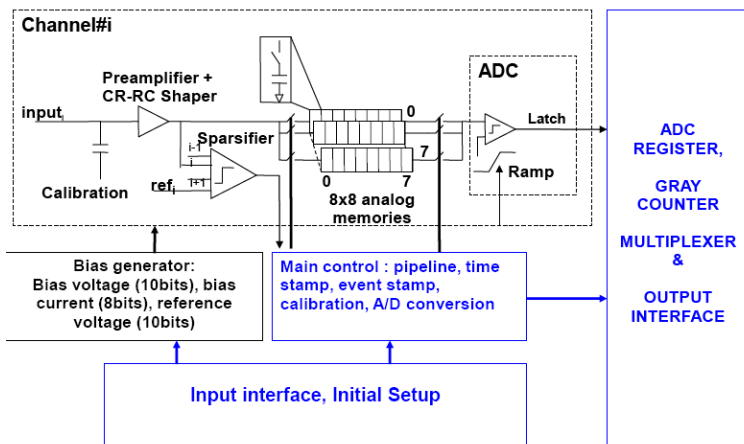 Channel#i
Preamplifier +
CR-RC Shaper
input i
Calibration
Sparsifier
i-1
i
i+1
ref i
0
7
0 7
8x8 analog
memories
ADC
Latch
Ramp
Bias generator:
Bias voltage (10bits), bias
current (8bits), reference
voltage (10bits)
Main control : pipeline, time
stamp, event stamp,
calibration, A/D conversion
Input interface, Initial Setup
ADC
REGISTER,
GRAY
COUNTER
MULTIPLEXER
&
OUTPUT
INTERFACE